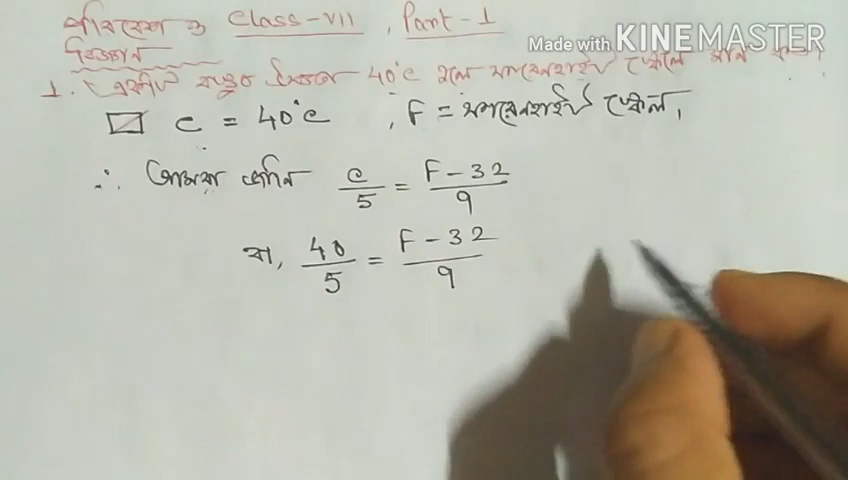 পরিবেশ ও Class-VII, Part-1
বিজ্ঞান
Made with KINEMASTER
1. একটি বস্তুর উষ্ণতা 40°C হলে ফারেনহাইট স্কেলে মান কত?
C = 40°C, F = ফারেনহাইট স্কেল।
∴ আমরা জানি C/5 = F-32/9
বা, 40/5 = F-32/9